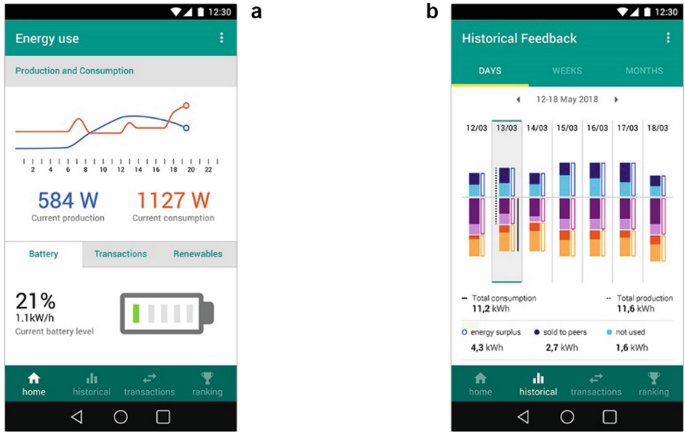 a
12:30
Energy use
Production and Consumption
2 4 6 8 10 12 14 16 18 20 22
584 W
Current production
1127 W
Current consumption
Battery
Transactions
Renewables
21%
1.1kW/h
Current battery level
home
historical
transactions
ranking
b
12:30
Historical Feedback
DAYS
WEEKS
MONTHS
12-18 May 2018
12/03 13/03 14/03 15/03 16/03 17/03 18/03
Total consumption
11,2 kWh
Total production
11,6 kWh
energy surplus
4,3 kWh
sold to peers
2,7 kWh
not used
1,6 kWh
home
historical
transactions
ranking